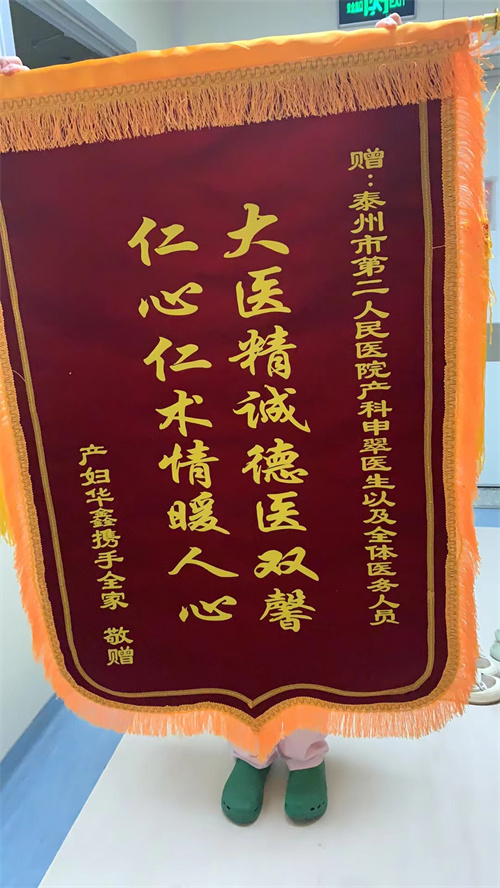 赠：泰州市第二人民医院产科申翠医生以及全体医务人员
大医精诚德医双馨
仁心仁术情暖人心
产妇华鑫携手全家 敬赠